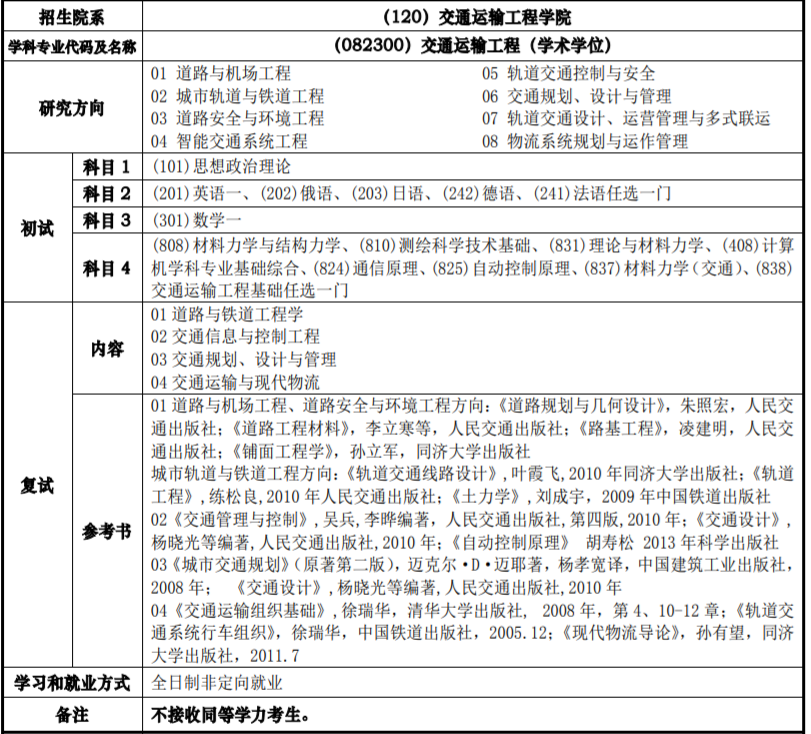 招生院系 (120) 交通运输工程学院
学科专业代码及名称 (082300) 交通运输工程 (学术学位)
研究方向
01 道路与机场工程 05 轨道交通控制与安全
02 城市轨道与铁道工程 06 交通规划、设计与管理
03 道路安全与环境工程 07 轨道交通设计、运营管理与多式联运
04 智能交通系统工程 08 物流系统规划与运作管理
初试
科目 1 (101)思想政治理论
科目 2 (201)英语一、(202)俄语、(203)日语、(242)德语、(241)法语任选一门
科目 3 (301)数学一
科目 4
(808)材料力学与结构力学、(810)测绘科学技术基础、(831)理论与材料力学、(408)计算
机学科专业基础综合、(824)通信原理、(825)自动控制原理、(837)材料力学(交通)、(838)
交通运输工程基础任选一门
复试
内容
01 道路与铁道工程学
02 交通信息与控制工程
03 交通规划、设计与管理
04 交通运输与现代物流
参考书
01 道路与机场工程、道路安全与环境工程方向:《道路规划与几何设计》,朱照宏,人民交
通出版社;《道路工程材料》,李立寒等,人民交通出版社;《路基工程》,凌建明,人民交
通出版社;《铺面工程学》,孙立军,同济大学出版社
城市轨道与铁道工程方向:《轨道交通线路设计》,叶霞飞,2010 年同济大学出版社;《轨道
工程》,练松良,2010 年人民交通出版社;《土力学》,刘成宇,2009 年中国铁道出版社
02《交通管理与控制》,吴兵,李晔编著,人民交通出版社,第四版,2010 年;《交通设计》,
杨晓光等编著,人民交通出版社,2010 年;《自动控制原理》 胡寿松 2013 年科学出版社
03《城市交通规划》(原著第二版),迈克尔·D·迈耶著,杨孝宽译,中国建筑工业出版社,
2008 年; 《交通设计》,杨晓光等编著,人民交通出版社,2010 年
04《交通运输组织基础》,徐瑞华,清华大学出版社, 2008 年,第 4、10-12 章;《轨道交
通系统行车组织》,徐瑞华,中国铁道出版社,2005.12;《现代物流导论》,孙有望,同济
大学出版社,2011.7
学习和就业方式 全日制非定向就业
备注 不接收同等学力考生。